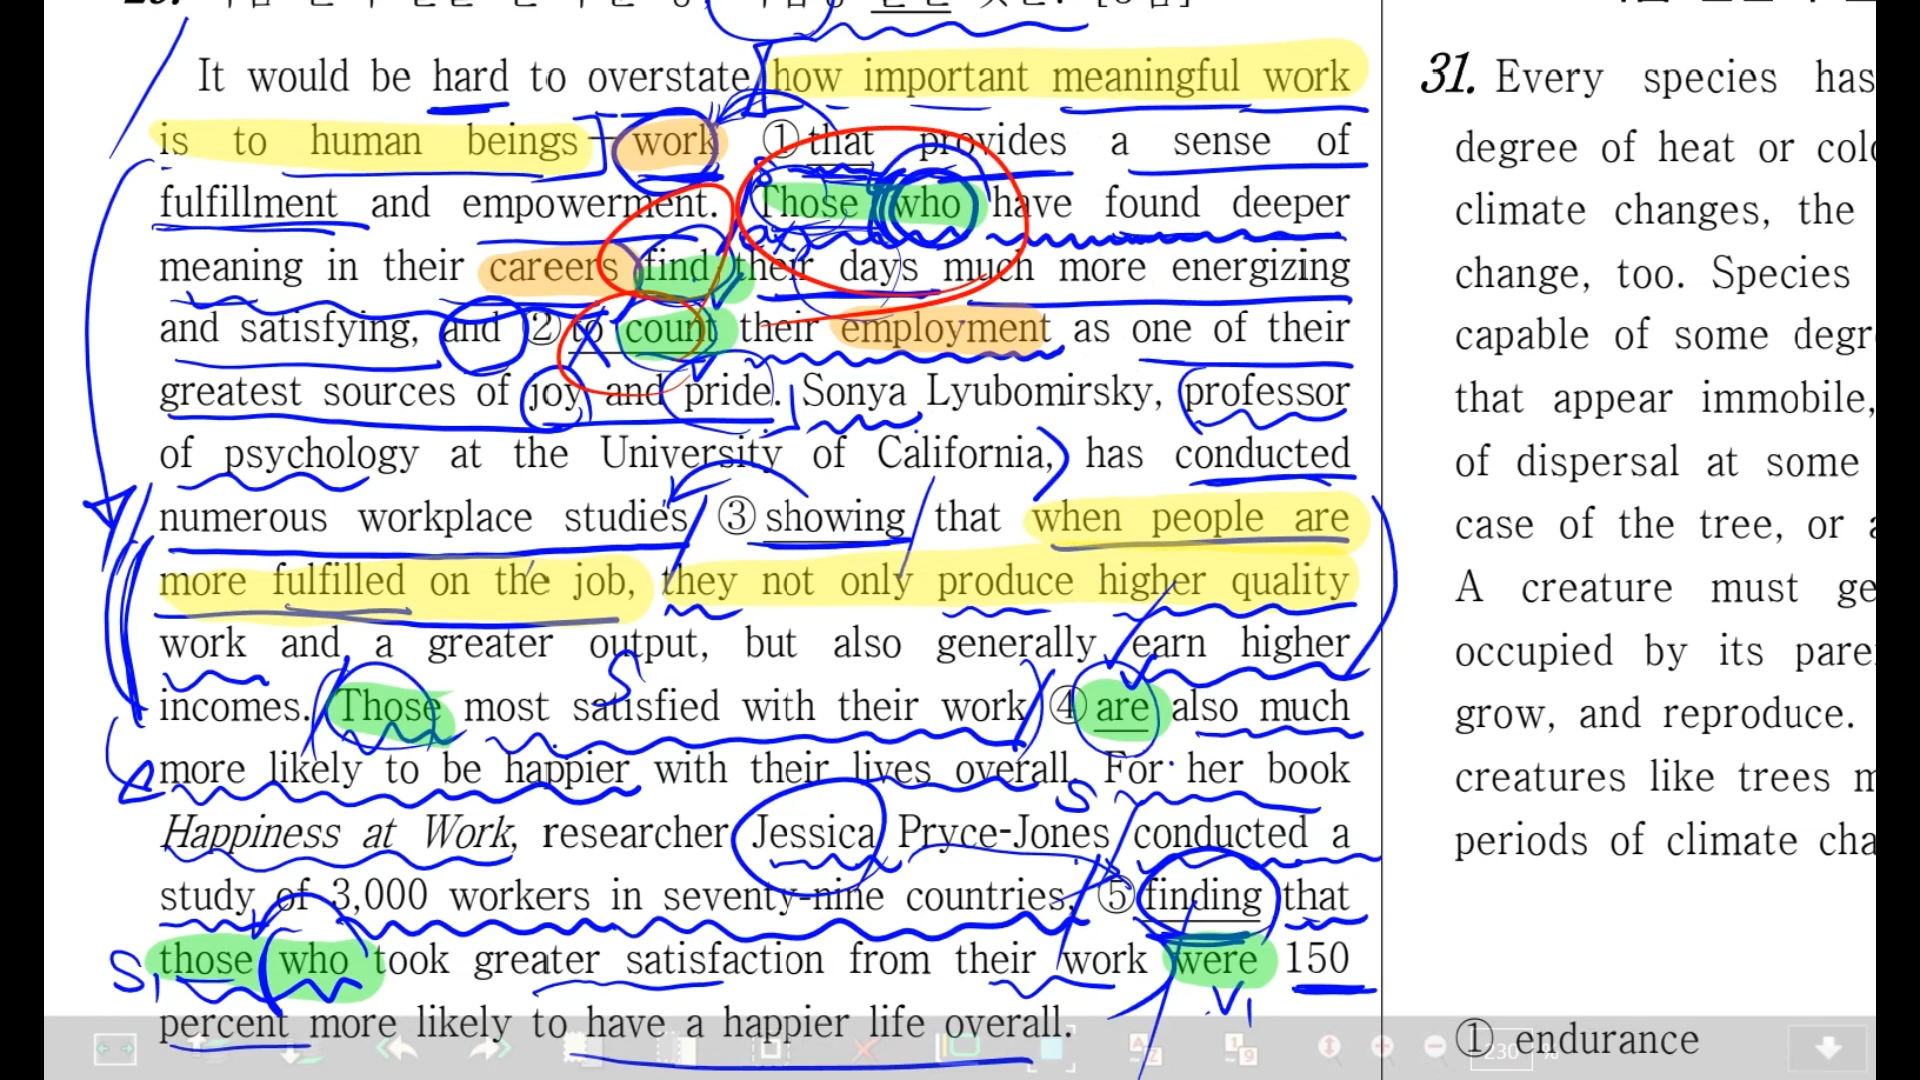 It would be hard to overstate how important meaningful work
is to human beings — work ① that provides a sense of
fulfillment and empowerment. Those who have found deeper
meaning in their careers find their days much more energizing
and satisfying, and ② to count their employment as one of their
greatest sources of joy and pride. Sonya Lyubomirsky, professor
of psychology at the University of California, has conducted
numerous workplace studies ③ showing that when people are
more fulfilled on the job, they not only produce higher quality
work and a greater output, but also generally earn higher
incomes. Those most satisfied with their work ④ are also much
more likely to be happier with their lives overall. For her book
Happiness at Work, researcher Jessica Pryce-Jones conducted a
study of 3,000 workers in seventy-nine countries, ⑤ finding that
those who took greater satisfaction from their work were 150
percent more likely to have a happier life overall.
S
S
S₁
V₁
31. Every species has
degree of heat or
climate changes, the
change, too. Species
capable of some
that appear immobile,
of dispersal at some
case of the tree, or
A creature must
occupied by its
grow, and reproduce.
creatures like trees
periods of climate
① endurance
230 %